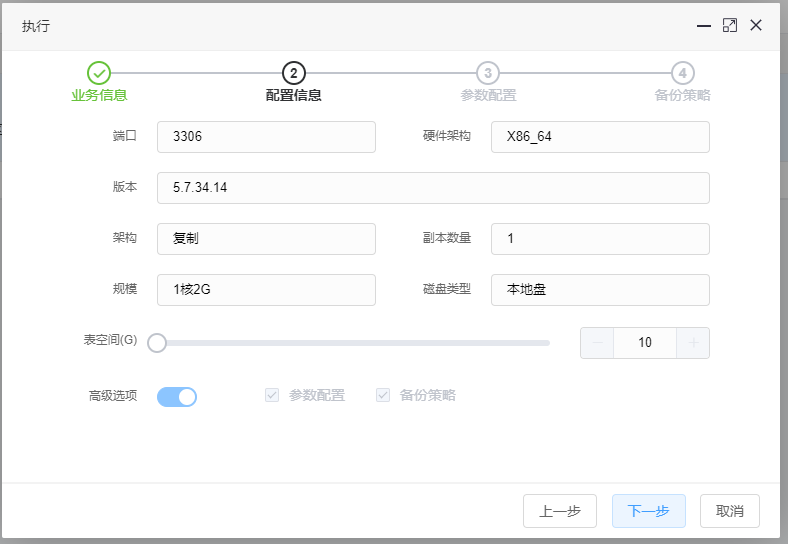 执行
2 3 4
业务信息 配置信息 参数配置 备份策略
端口 3306 硬件架构 X86_64
版本 5.7.34.14
架构 复制 副本数量 1
规模 1核2G 磁盘类型 本地盘
表空间(G) 10
高级选项 参数配置 备份策略
上一步 下一步 取消